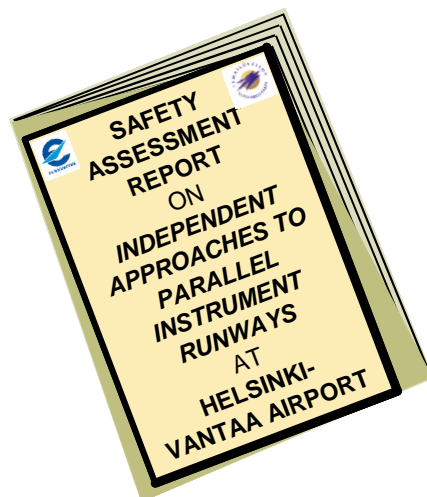 SAFETY
ASSESSMENT
REPORT
ON
INDEPENDENT
APPROACHES TO
PARALLEL
INSTRUMENT
RUNWAYS
AT
HELSINKI-
VANTAA AIRPORT